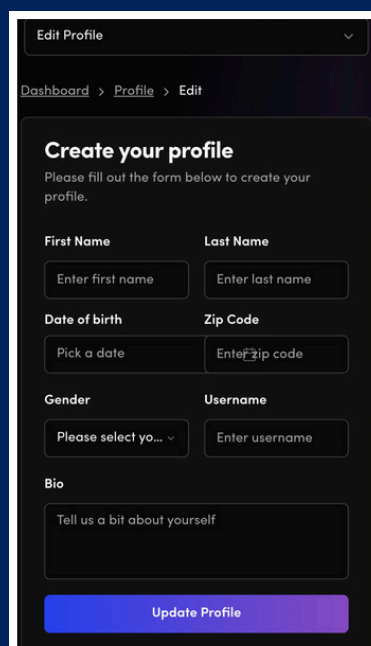 Edit Profile
Dashboard > Profile > Edit
Create your profile
Please fill out the form below to create your
profile.
First Name Last Name
Enter first name Enter last name
Date of birth Zip Code
Pick a date Enter zip code
Gender Username
Please select yo... Enter username
Bio
Tell us a bit about yourself
Update Profile